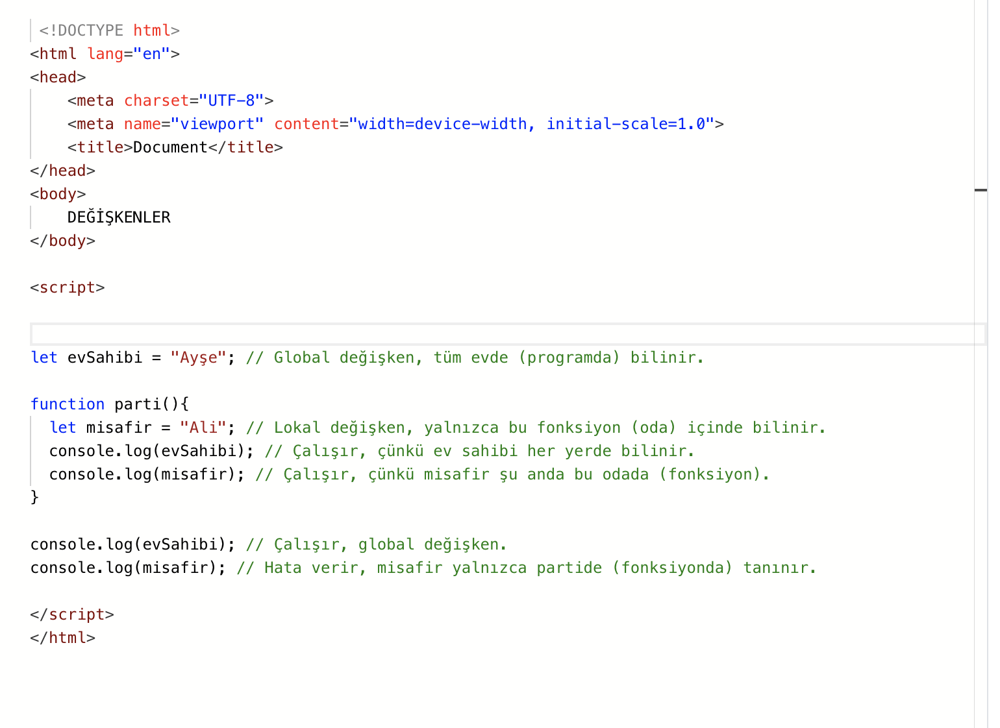 <!DOCTYPE html>
<html lang="en">
<head>
    <meta charset="UTF-8">
    <meta name="viewport" content="width=device-width, initial-scale=1.0">
    <title>Document</title>
</head>
<body>
    DEĞİŞKENLER
</body>
<script>
let evSahibi = "Ayşe"; // Global değişken, tüm evde (programda) bilinir.
function parti(){
  let misafir = "Ali"; // Lokal değişken, yalnızca bu fonksiyon (oda) içinde bilinir.
  console.log(evSahibi); // Çalışır, çünkü ev sahibi her yerde bilinir.
  console.log(misafir); // Çalışır, çünkü misafir şu anda bu odada (fonksiyon).
}
console.log(evSahibi); // Çalışır, global değişken.
console.log(misafir); // Hata verir, misafir yalnızca partide (fonksiyonda) tanınır.
</script>
</html>